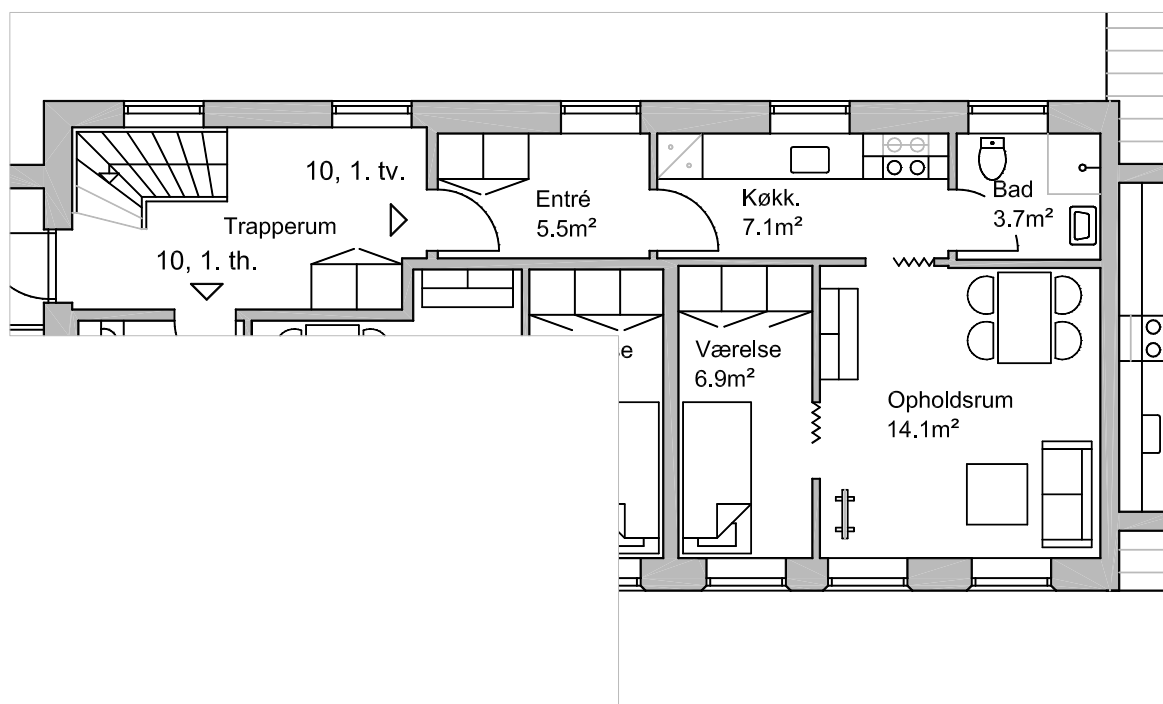 10, 1. tv.
Trapperum
10, 1. th.
Entré
5.5m²
Køkk.
7.1m²
Bad
3.7m²
se
Værelse
6.9m²
Opholdsrum
14.1m²